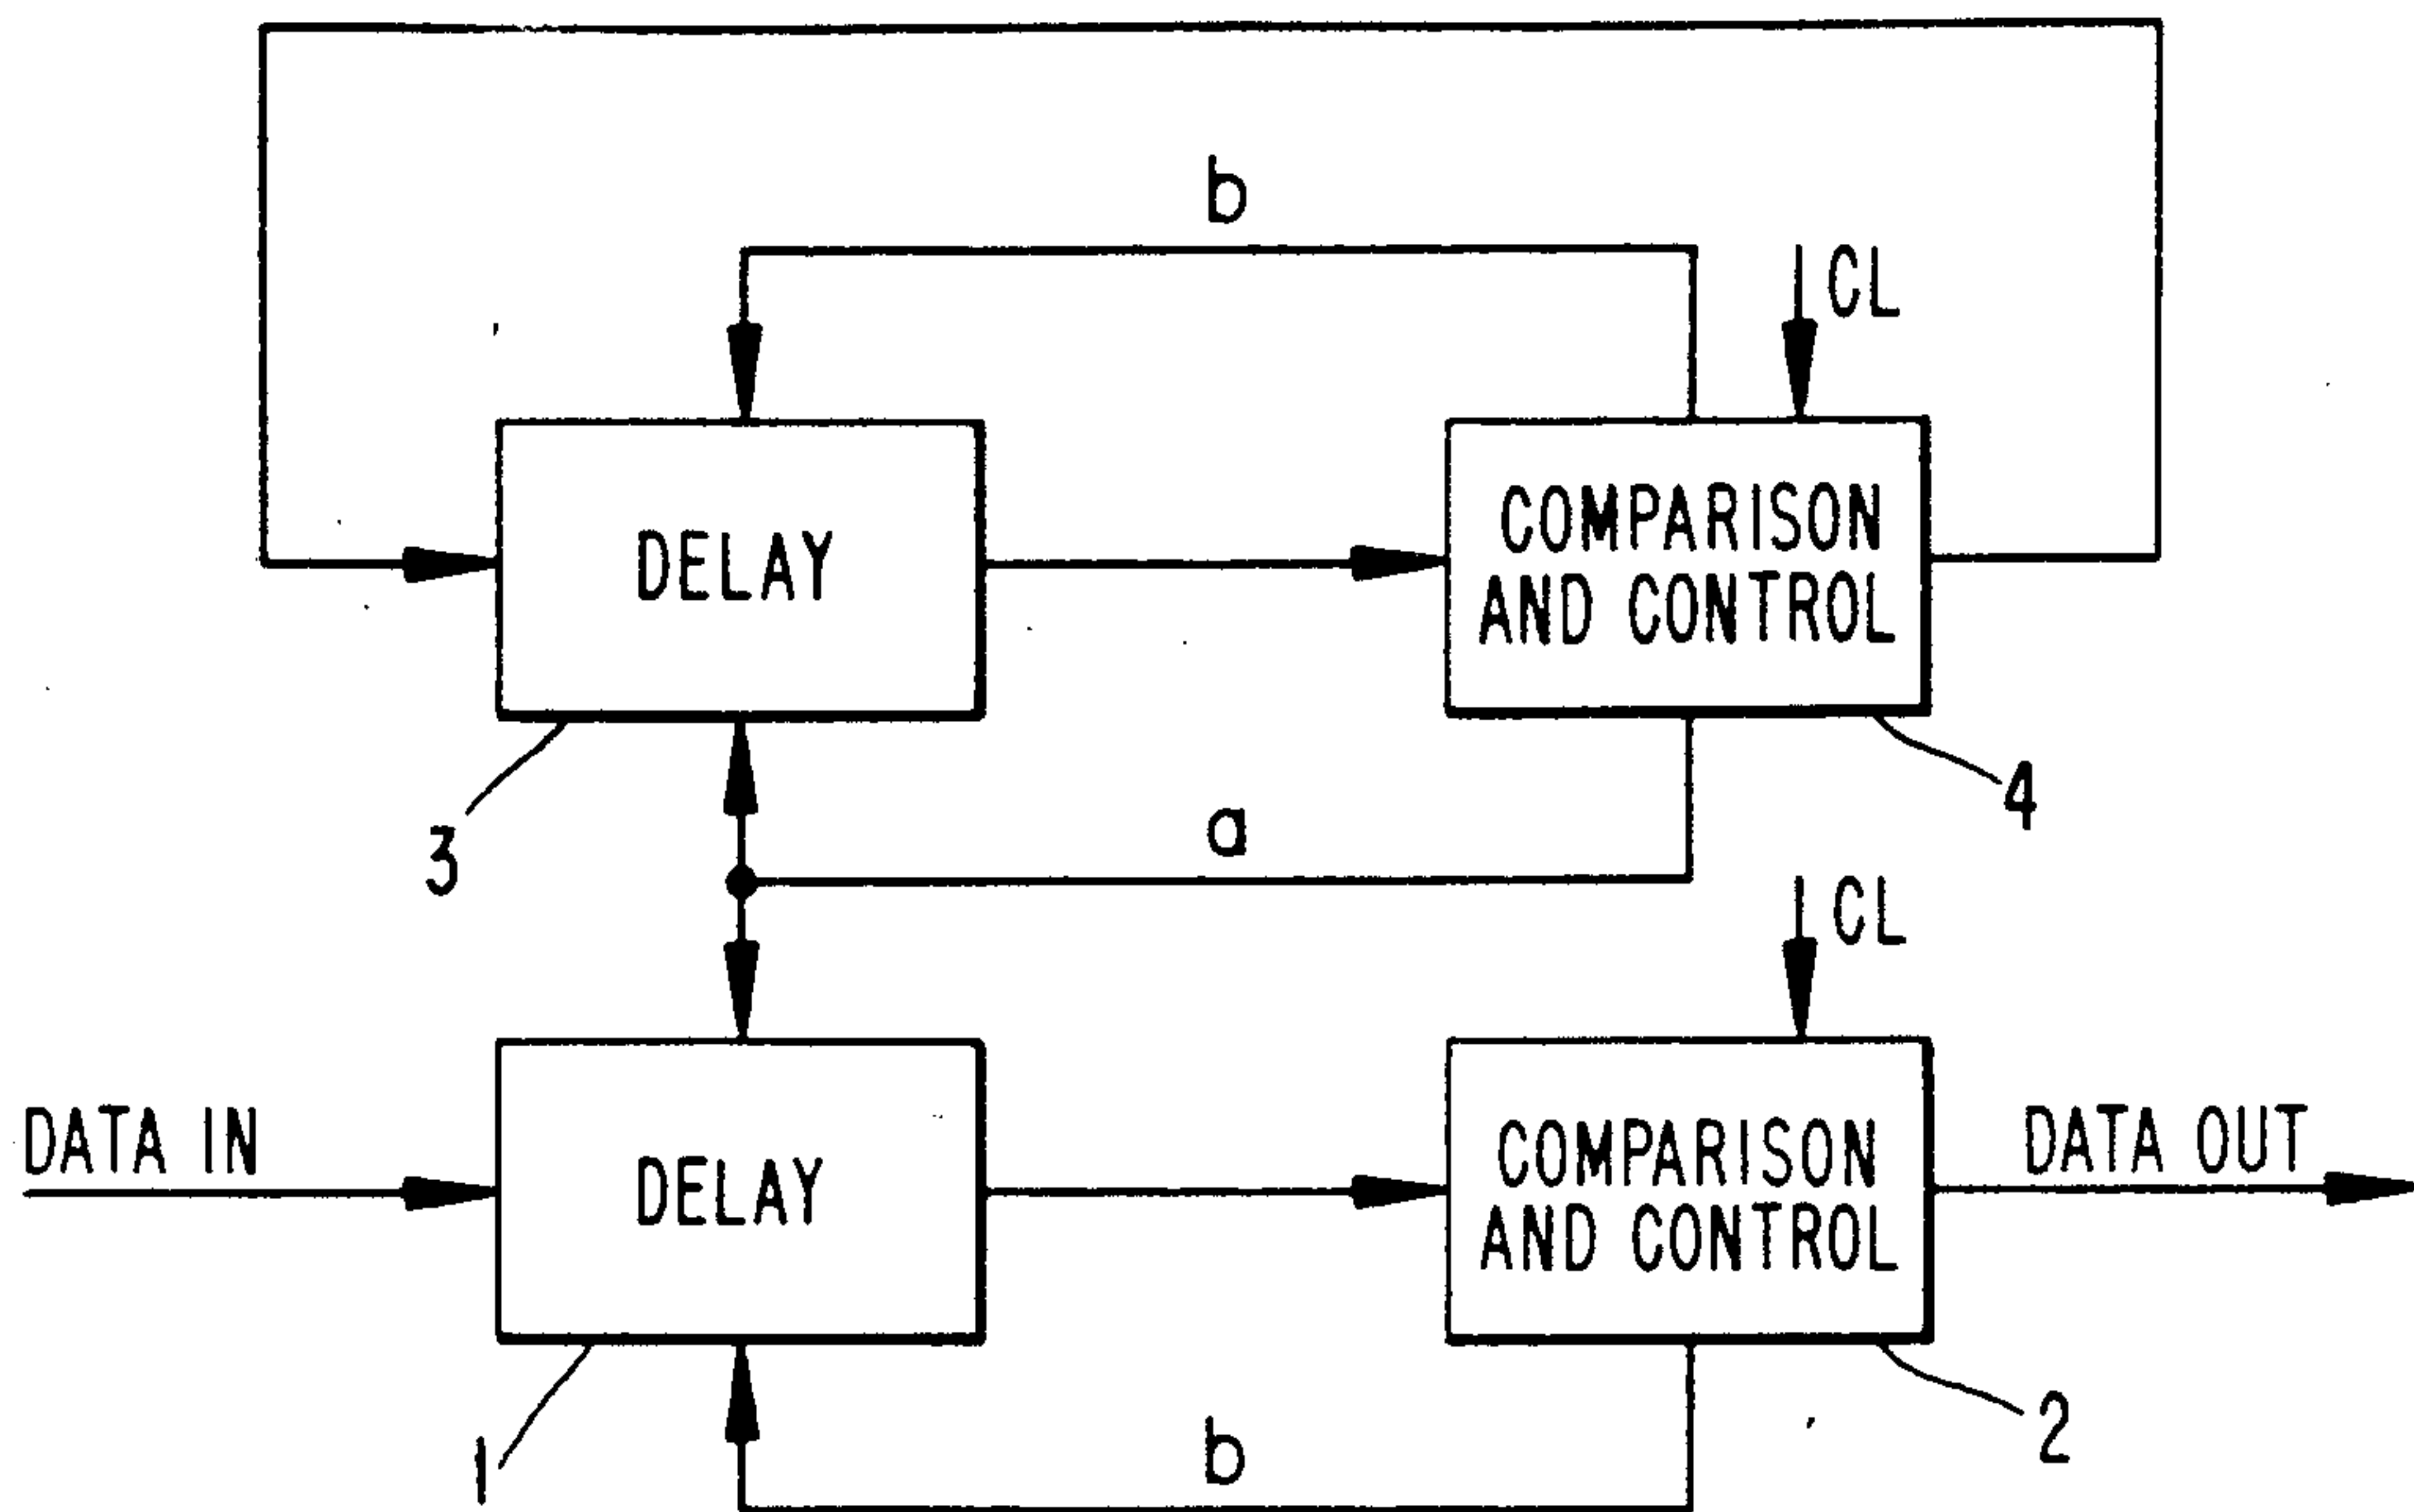 b
CL
DELAY
COMPARISON
AND CONTROL
3
a
4
CL
DATA IN
DELAY
COMPARISON
AND CONTROL
DATA OUT
1
b
2